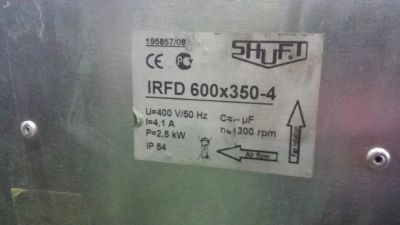 195857/08
SHUFT
CE PC
IRFD 600x350-4
U=400 V/50 Hz C=-- µF
I=4,1 A n=1300 rpm
P=2,5 kW
IP 54
Air flow